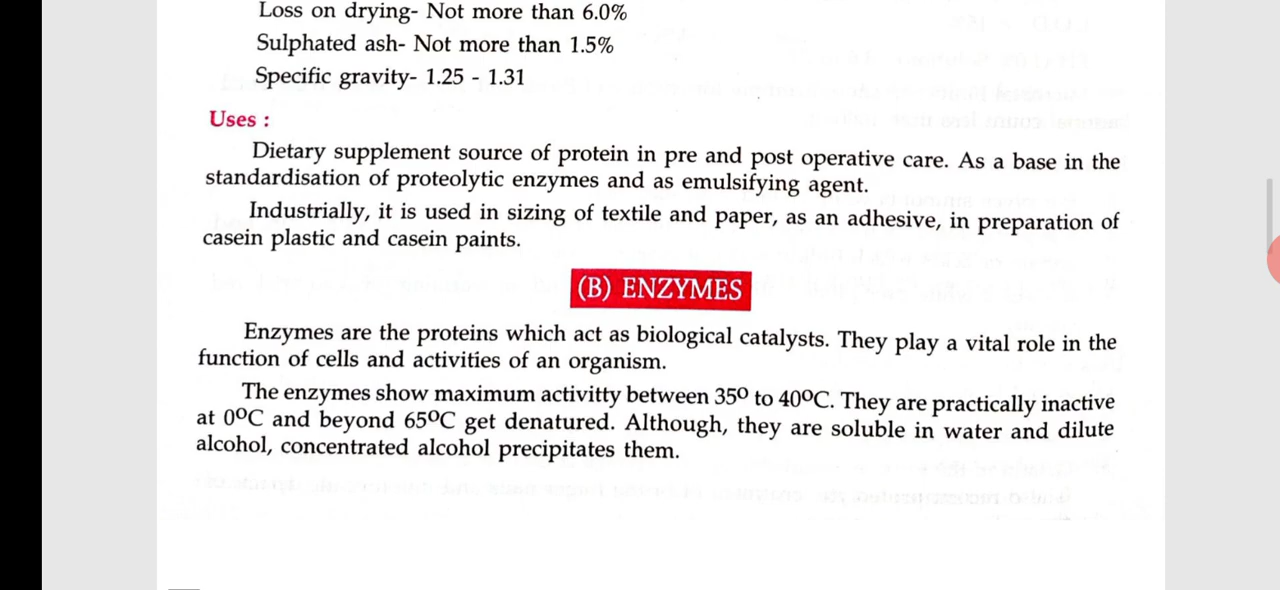 Loss on drying- Not more than 6.0%
Sulphated ash- Not more than 1.5%
Specific gravity- 1.25 - 1.31
Uses :
Dietary supplement source of protein in pre and post operative care. As a base in the
standardisation of proteolytic enzymes and as emulsifying agent.
Industrially, it is used in sizing of textile and paper, as an adhesive, in preparation of
casein plastic and casein paints.
(B) ENZYMES
Enzymes are the proteins which act as biological catalysts. They play a vital role in the
function of cells and activities of an organism.
The enzymes show maximum activitty between 35º to 40ºC. They are practically inactive
at 0ºC and beyond 65ºC get denatured. Although, they are soluble in water and dilute
alcohol, concentrated alcohol precipitates them.